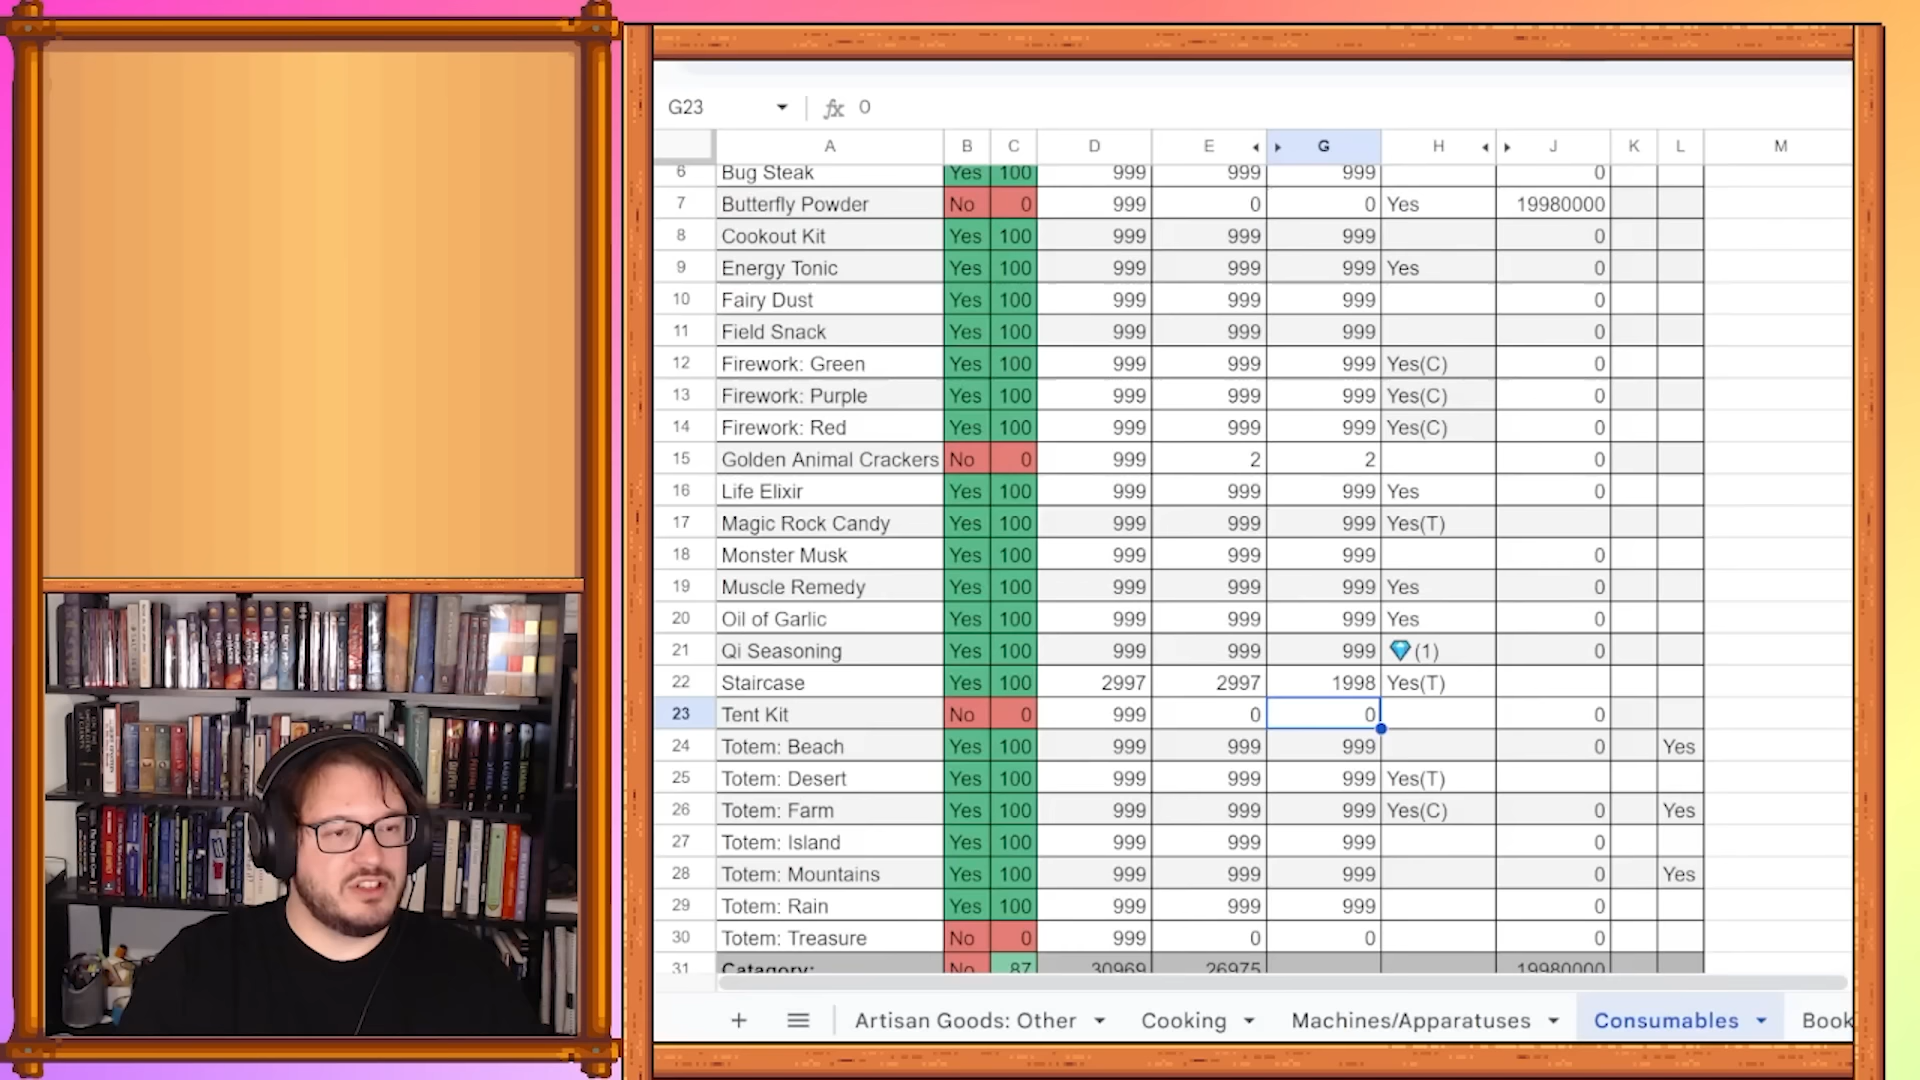 G23 fx 0
A B C D E G H J K L M
6 Bug Steak Yes 100 999 999 999 0
7 Butterfly Powder No 0 999 0 0 Yes 19980000
8 Cookout Kit Yes 100 999 999 999 0
9 Energy Tonic Yes 100 999 999 999 Yes 0
10 Fairy Dust Yes 100 999 999 999 0
11 Field Snack Yes 100 999 999 999 0
12 Firework: Green Yes 100 999 999 999 Yes(C) 0
13 Firework: Purple Yes 100 999 999 999 Yes(C) 0
14 Firework: Red Yes 100 999 999 999 Yes(C) 0
15 Golden Animal Crackers No 0 999 2 2 0
16 Life Elixir Yes 100 999 999 999 Yes 0
17 Magic Rock Candy Yes 100 999 999 999 Yes(T)
18 Monster Musk Yes 100 999 999 999 0
19 Muscle Remedy Yes 100 999 999 999 Yes 0
20 Oil of Garlic Yes 100 999 999 999 Yes 0
21 Qi Seasoning Yes 100 999 999 999 💎(1) 0
22 Staircase Yes 100 2997 2997 1998 Yes(T)
23 Tent Kit No 0 999 0 0 0
24 Totem: Beach Yes 100 999 999 999 0 Yes
25 Totem: Desert Yes 100 999 999 999 Yes(T)
26 Totem: Farm Yes 100 999 999 999 Yes(C) 0 Yes
27 Totem: Island Yes 100 999 999 999 0
28 Totem: Mountains Yes 100 999 999 999 0 Yes
29 Totem: Rain Yes 100 999 999 999 0
30 Totem: Treasure No 0 999 0 0 0
31 Catagory: No 87 30969 26975 19980000
+ Artisan Goods: Other Cooking Machines/Apparatuses Consumables Book